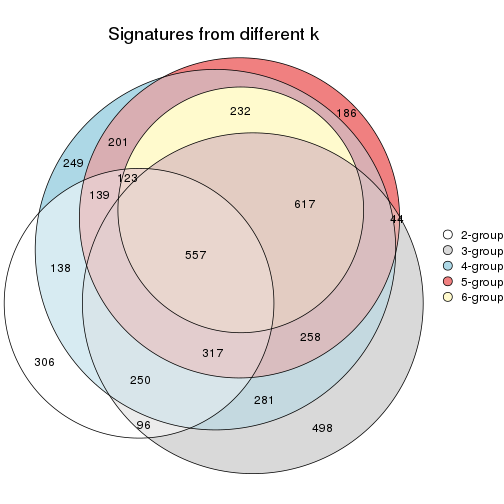 Signatures from different k
232
186
201
249
123
139
617
44
2-group
3-group
4-group
5-group
6-group
557
138
258
317
306
250
281
96
498